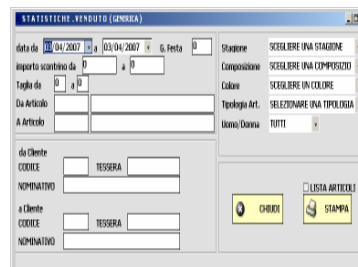 STATISTICHE.VENDUTO (GENERICA)
data da 03/04/2007 a 03/04/2007 G. Festa 0
importo scontrino da 0 a 0
Taglia da 0 a 0
Da Articolo
A Articolo
Stagione SCEGLIERE UNA STAGIONE
Composizione SCEGLIERE UNA COMPOSIZIO
Colore SCEGLIERE UN COLORE
Tipologia Art. SELEZIONARE UNA TIPOLOGIA
Uomo/Donna TUTTI
da Cliente
CODICE TESSERA
NOMINATIVO
a Cliente
CODICE TESSERA
NOMINATIVO
LISTA ARTICOLI
CHIUDI STAMPA